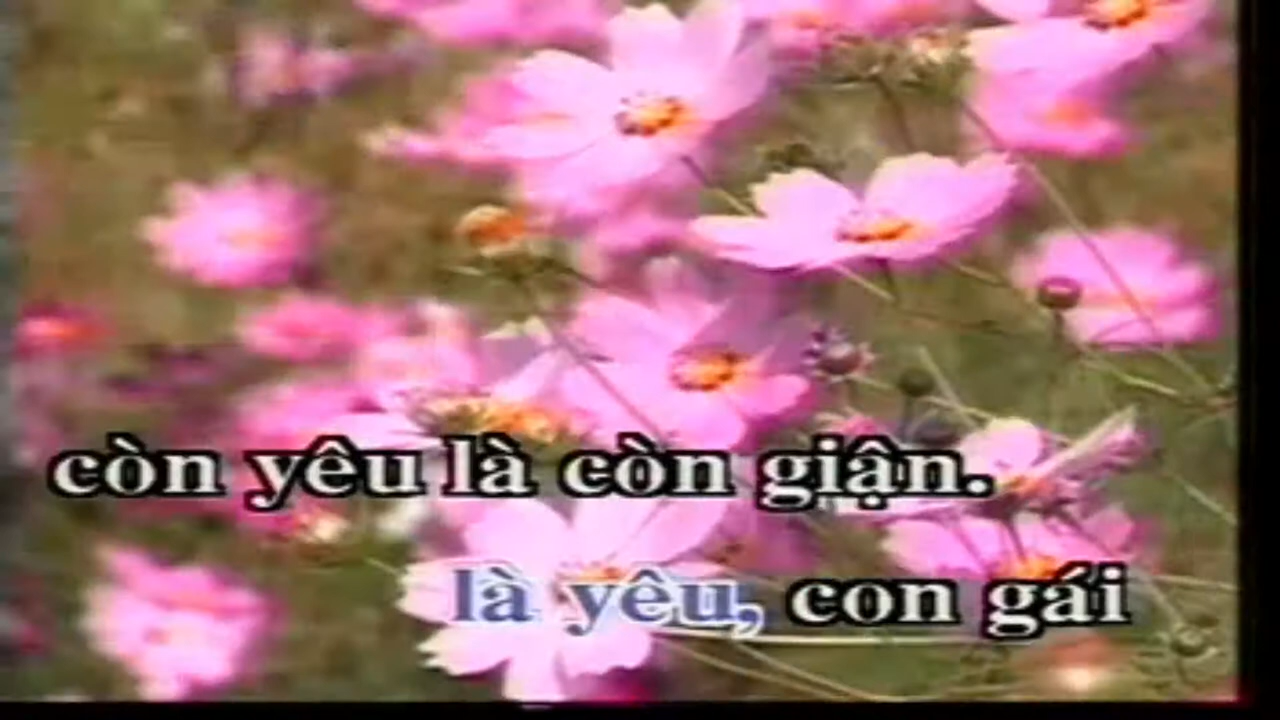 còn yêu là còn giận.
là yêu, con gái